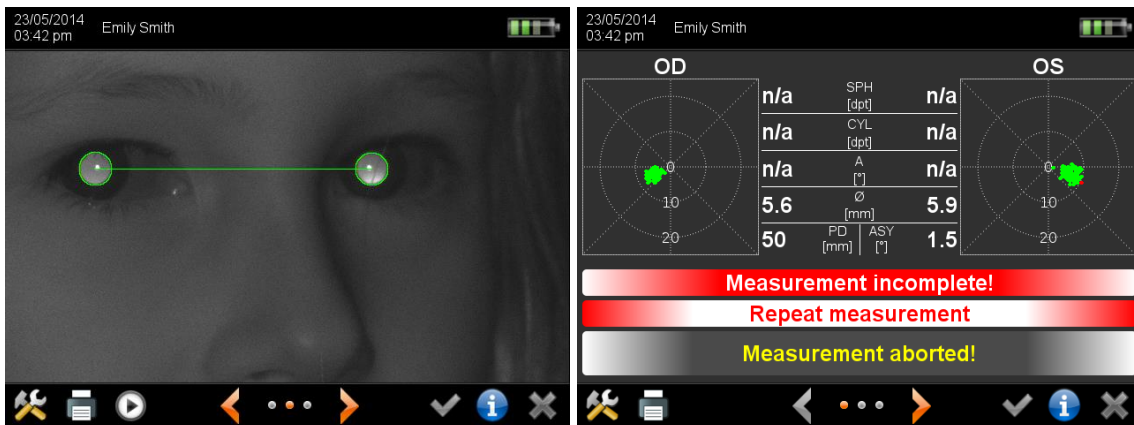 23/05/2014
03:42 pm
Emily Smith
23/05/2014
03:42 pm
Emily Smith
OD
OS
n/a SPH [dpt] n/a
n/a CYL [dpt] n/a
n/a A [°] n/a
5.6 Ø [mm] 5.9
50 PD [mm] ASY [°] 1.5
0
10
20
0
10
20
Measurement incomplete!
Repeat measurement
Measurement aborted!
i
i